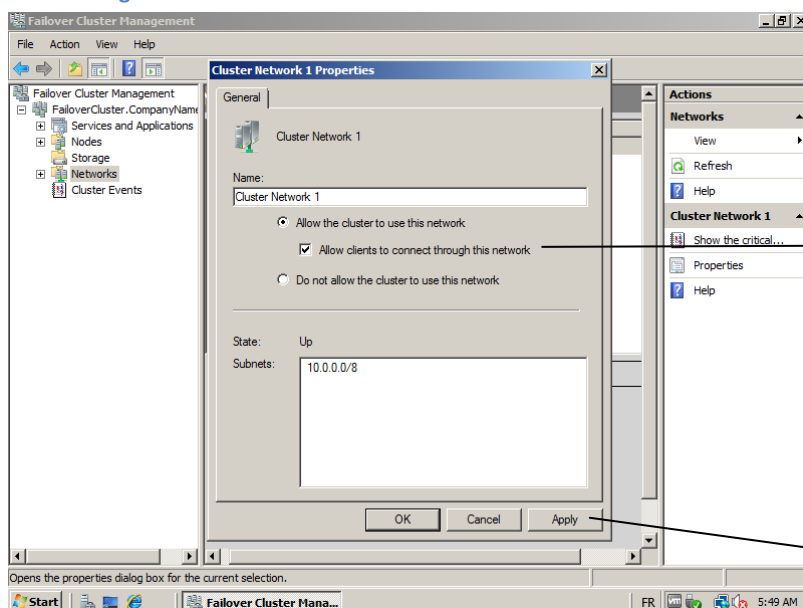 Failover Cluster Management
File Action View Help
Cluster Network 1 Properties
Failover Cluster Management
FailoverCluster.CompanyName
Services and Applications
Nodes
Storage
Networks
Cluster Events
General
Cluster Network 1
Name:
Cluster Network 1
Allow the cluster to use this network
Allow clients to connect through this network
Do not allow the cluster to use this network
State: Up
Subnets: 10.0.0.0/8
OK Cancel Apply
Actions
Networks
View
Refresh
Help
Cluster Network 1
Show the critical...
Properties
Help
Opens the properties dialog box for the current selection.
Start Failover Cluster Mana... FR 5:49 AM